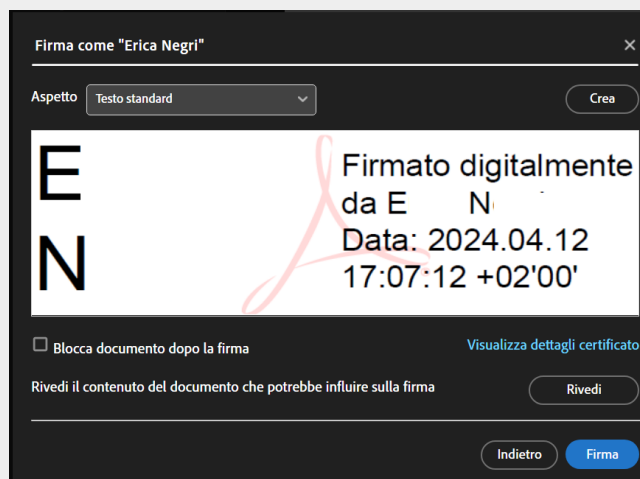 Firma come "Erica Negri"
Aspetto Testo standard Crea
E
N
Firmato digitalmente
da E N
Data: 2024.04.12
17:07:12 +02'00'
Blocca documento dopo la firma Visualizza dettagli certificato
Rivedi il contenuto del documento che potrebbe influire sulla firma Rivedi
Indietro Firma